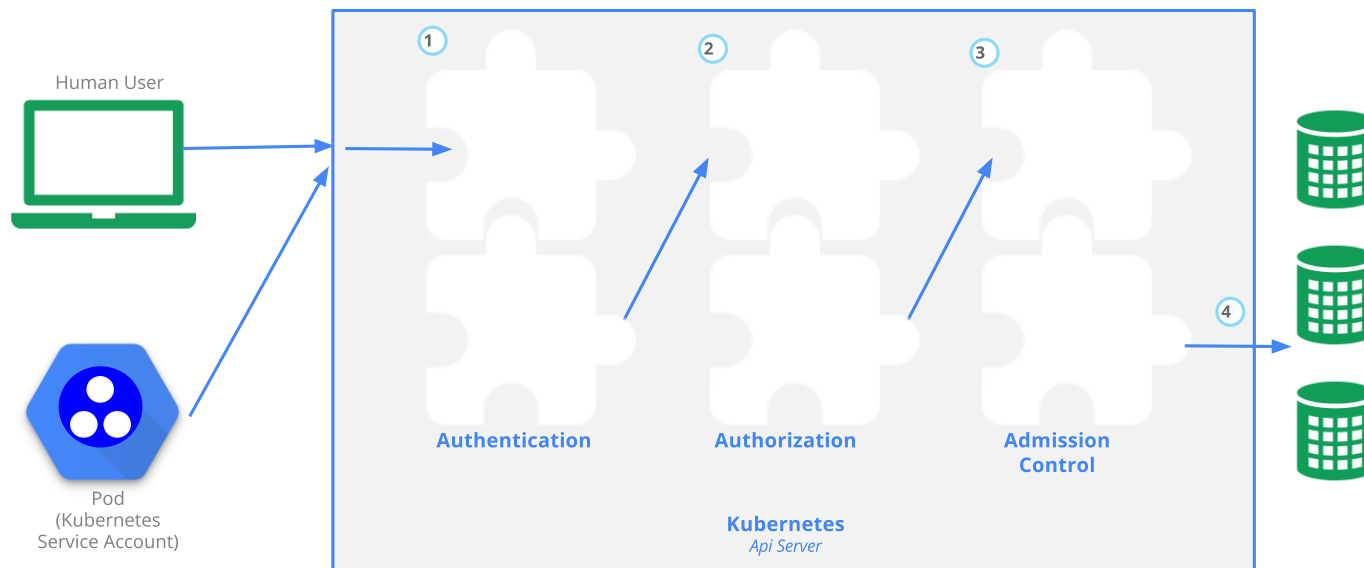 Human User
Pod
(Kubernetes
Service Account)
1
2
3
4
Authentication
Authorization
Admission
Control
Kubernetes
Api Server